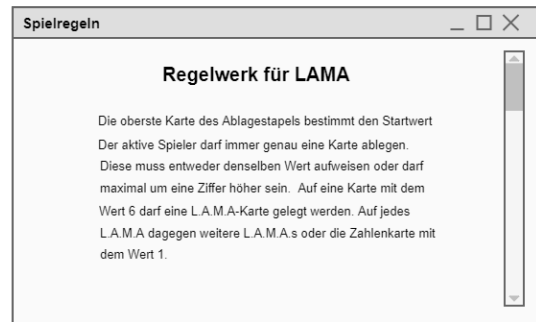 Spielregeln
Regelwerk für LAMA
Die oberste Karte des Ablagestapels bestimmt den Startwert
Der aktive Spieler darf immer genau eine Karte ablegen.
Diese muss entweder denselben Wert aufweisen oder darf
maximal um eine Ziffer höher sein.  Auf eine Karte mit dem
Wert 6 darf eine L.A.M.A-Karte gelegt werden. Auf jedes
L.A.M.A dagegen weitere L.A.M.A.s oder die Zahlenkarte mit
dem Wert 1.